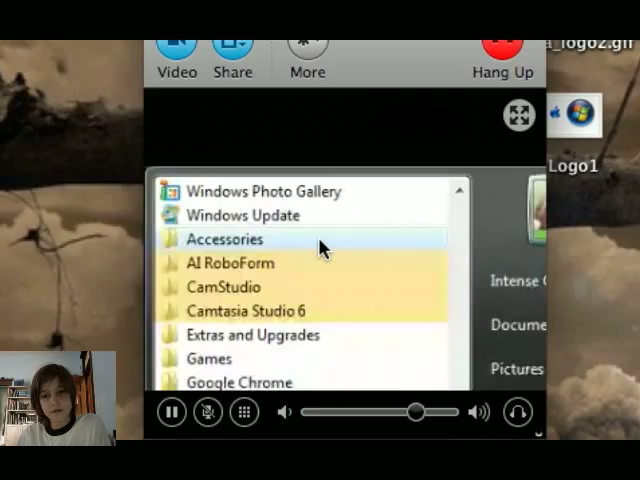 Video Share More Hang Up
a_logo2.gif
Logo1
Windows Photo Gallery
Windows Update
Accessories
AI RoboForm
CamStudio
Camtasia Studio 6
Extras and Upgrades
Games
Google Chrome
Intense
Docume
Pictures